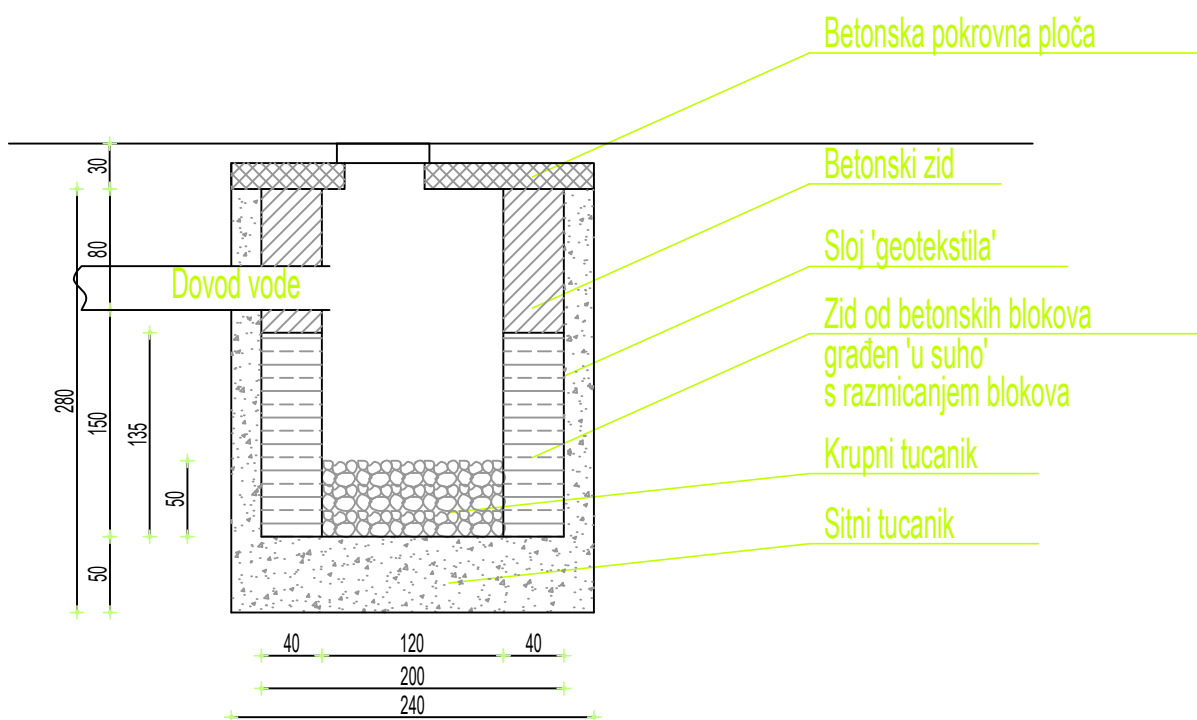 Betonska pokrovna ploča
30
Betonski zid
80
Sloj 'geotekstila'
Dovod vode
Zid od betonskih blokova
građen 'u suho'
s razmicanjem blokova
280
150
135
50
Krupni tucanik
Sitni tucanik
50
40 120 40
200
240